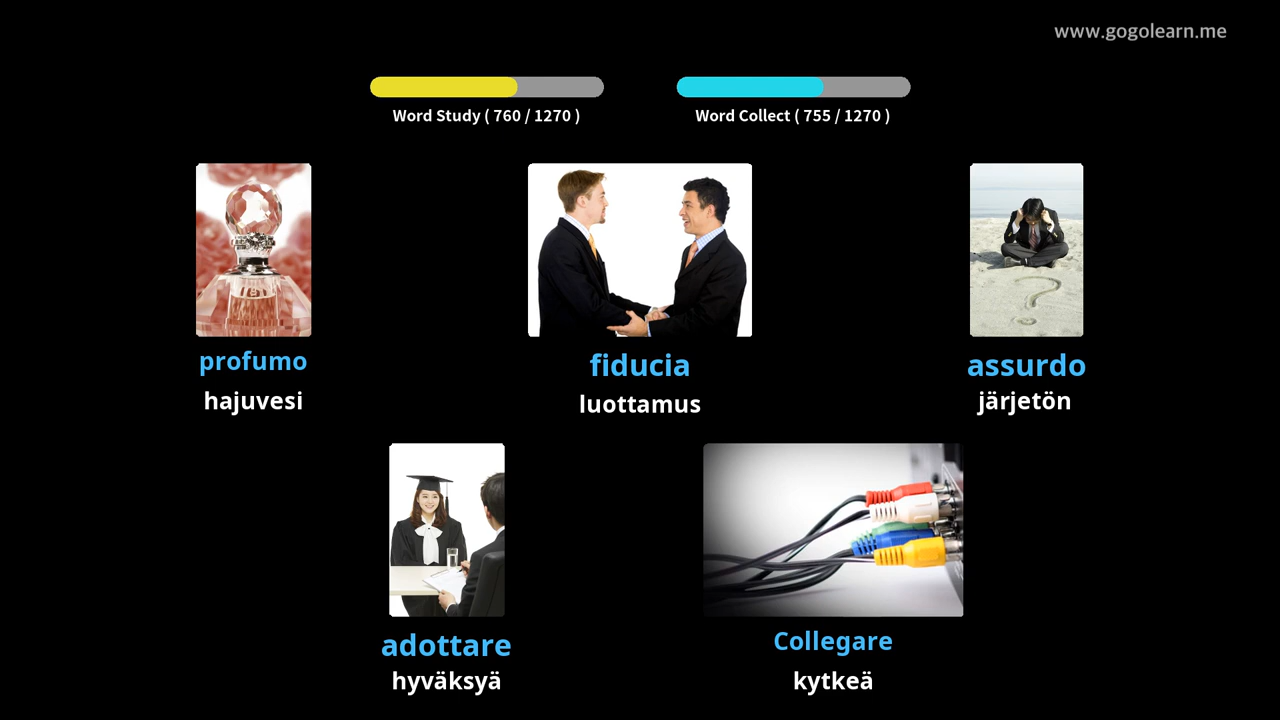 www.gogolearn.me
Word Study ( 760 / 1270 )
Word Collect ( 755 / 1270 )
profumo
hajuvesi
fiducia
luottamus
assurdo
järjetön
adottare
hyväksyä
Collegare
kytkeä